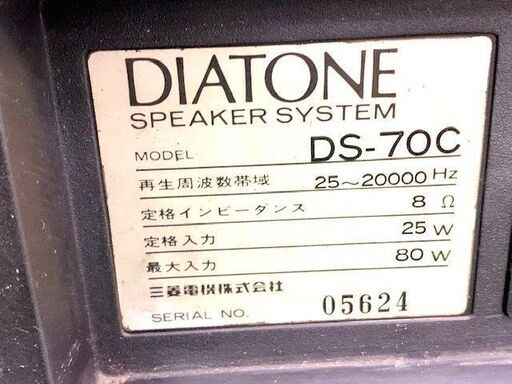 DIATONE
SPEAKER SYSTEM
MODEL DS-70C
再生周波数帯域 25~20000 Hz
定格インピーダンス 8 Ω
定格入力 25 W
最大入力 80 W
三菱電機株式会社
SERIAL NO. 05624